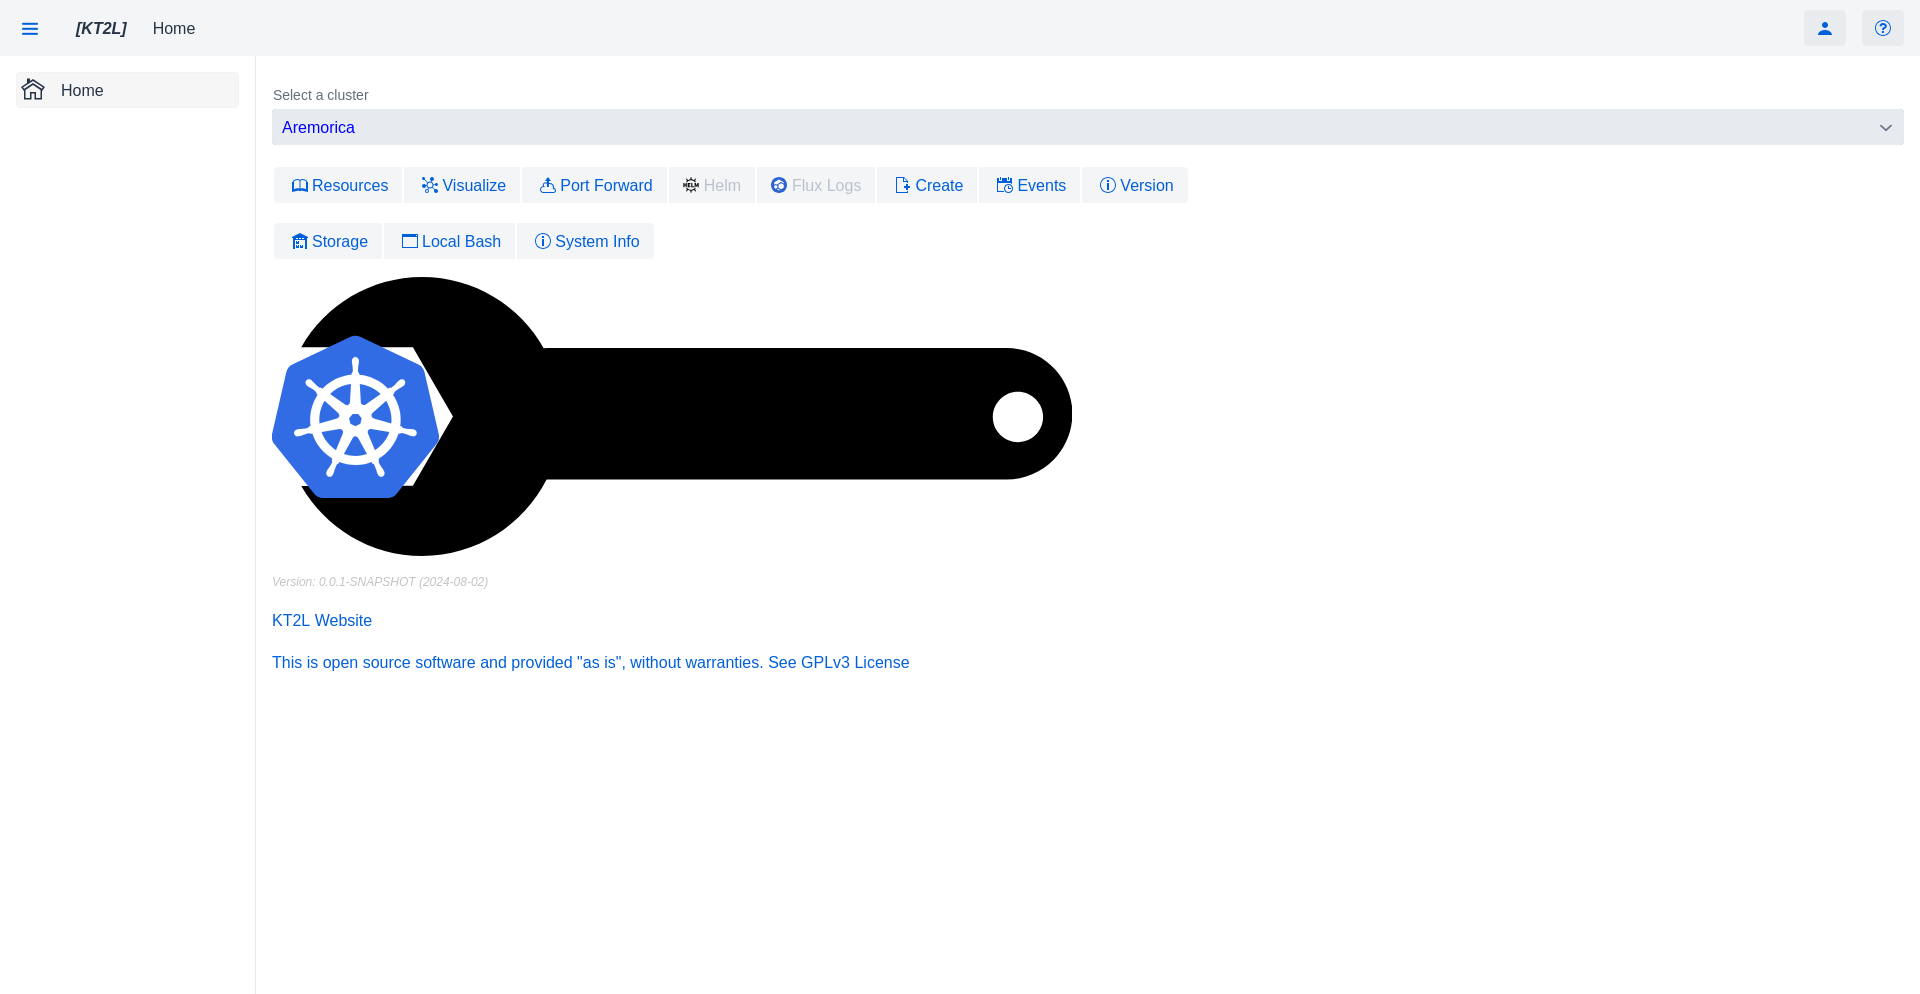 [KT2L] Home
Home
Select a cluster
Aremorica
Resources Visualize Port Forward HELM Helm Flux Logs Create Events Version
Storage Local Bash System Info
Version: 0.0.1-SNAPSHOT (2024-08-02)
KT2L Website
This is open source software and provided "as is", without warranties. See GPLv3 License